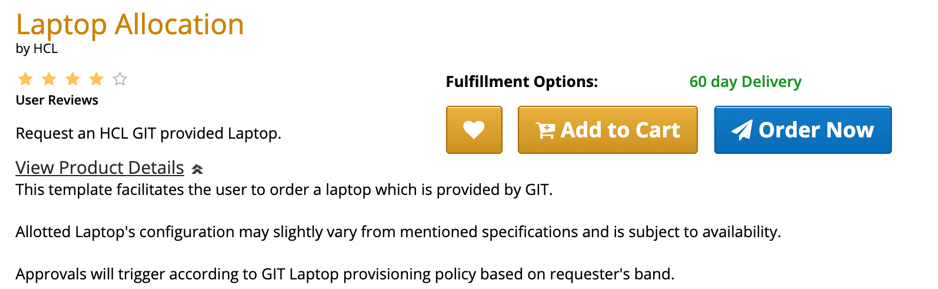 Laptop Allocation
by HCL
User Reviews
Request an HCL GIT provided Laptop.
View Product Details
This template facilitates the user to order a laptop which is provided by GIT.
Allotted Laptop's configuration may slightly vary from mentioned specifications and is subject to availability.
Approvals will trigger according to GIT Laptop provisioning policy based on requester's band.
Fulfillment Options: 60 day Delivery
Add to Cart Order Now